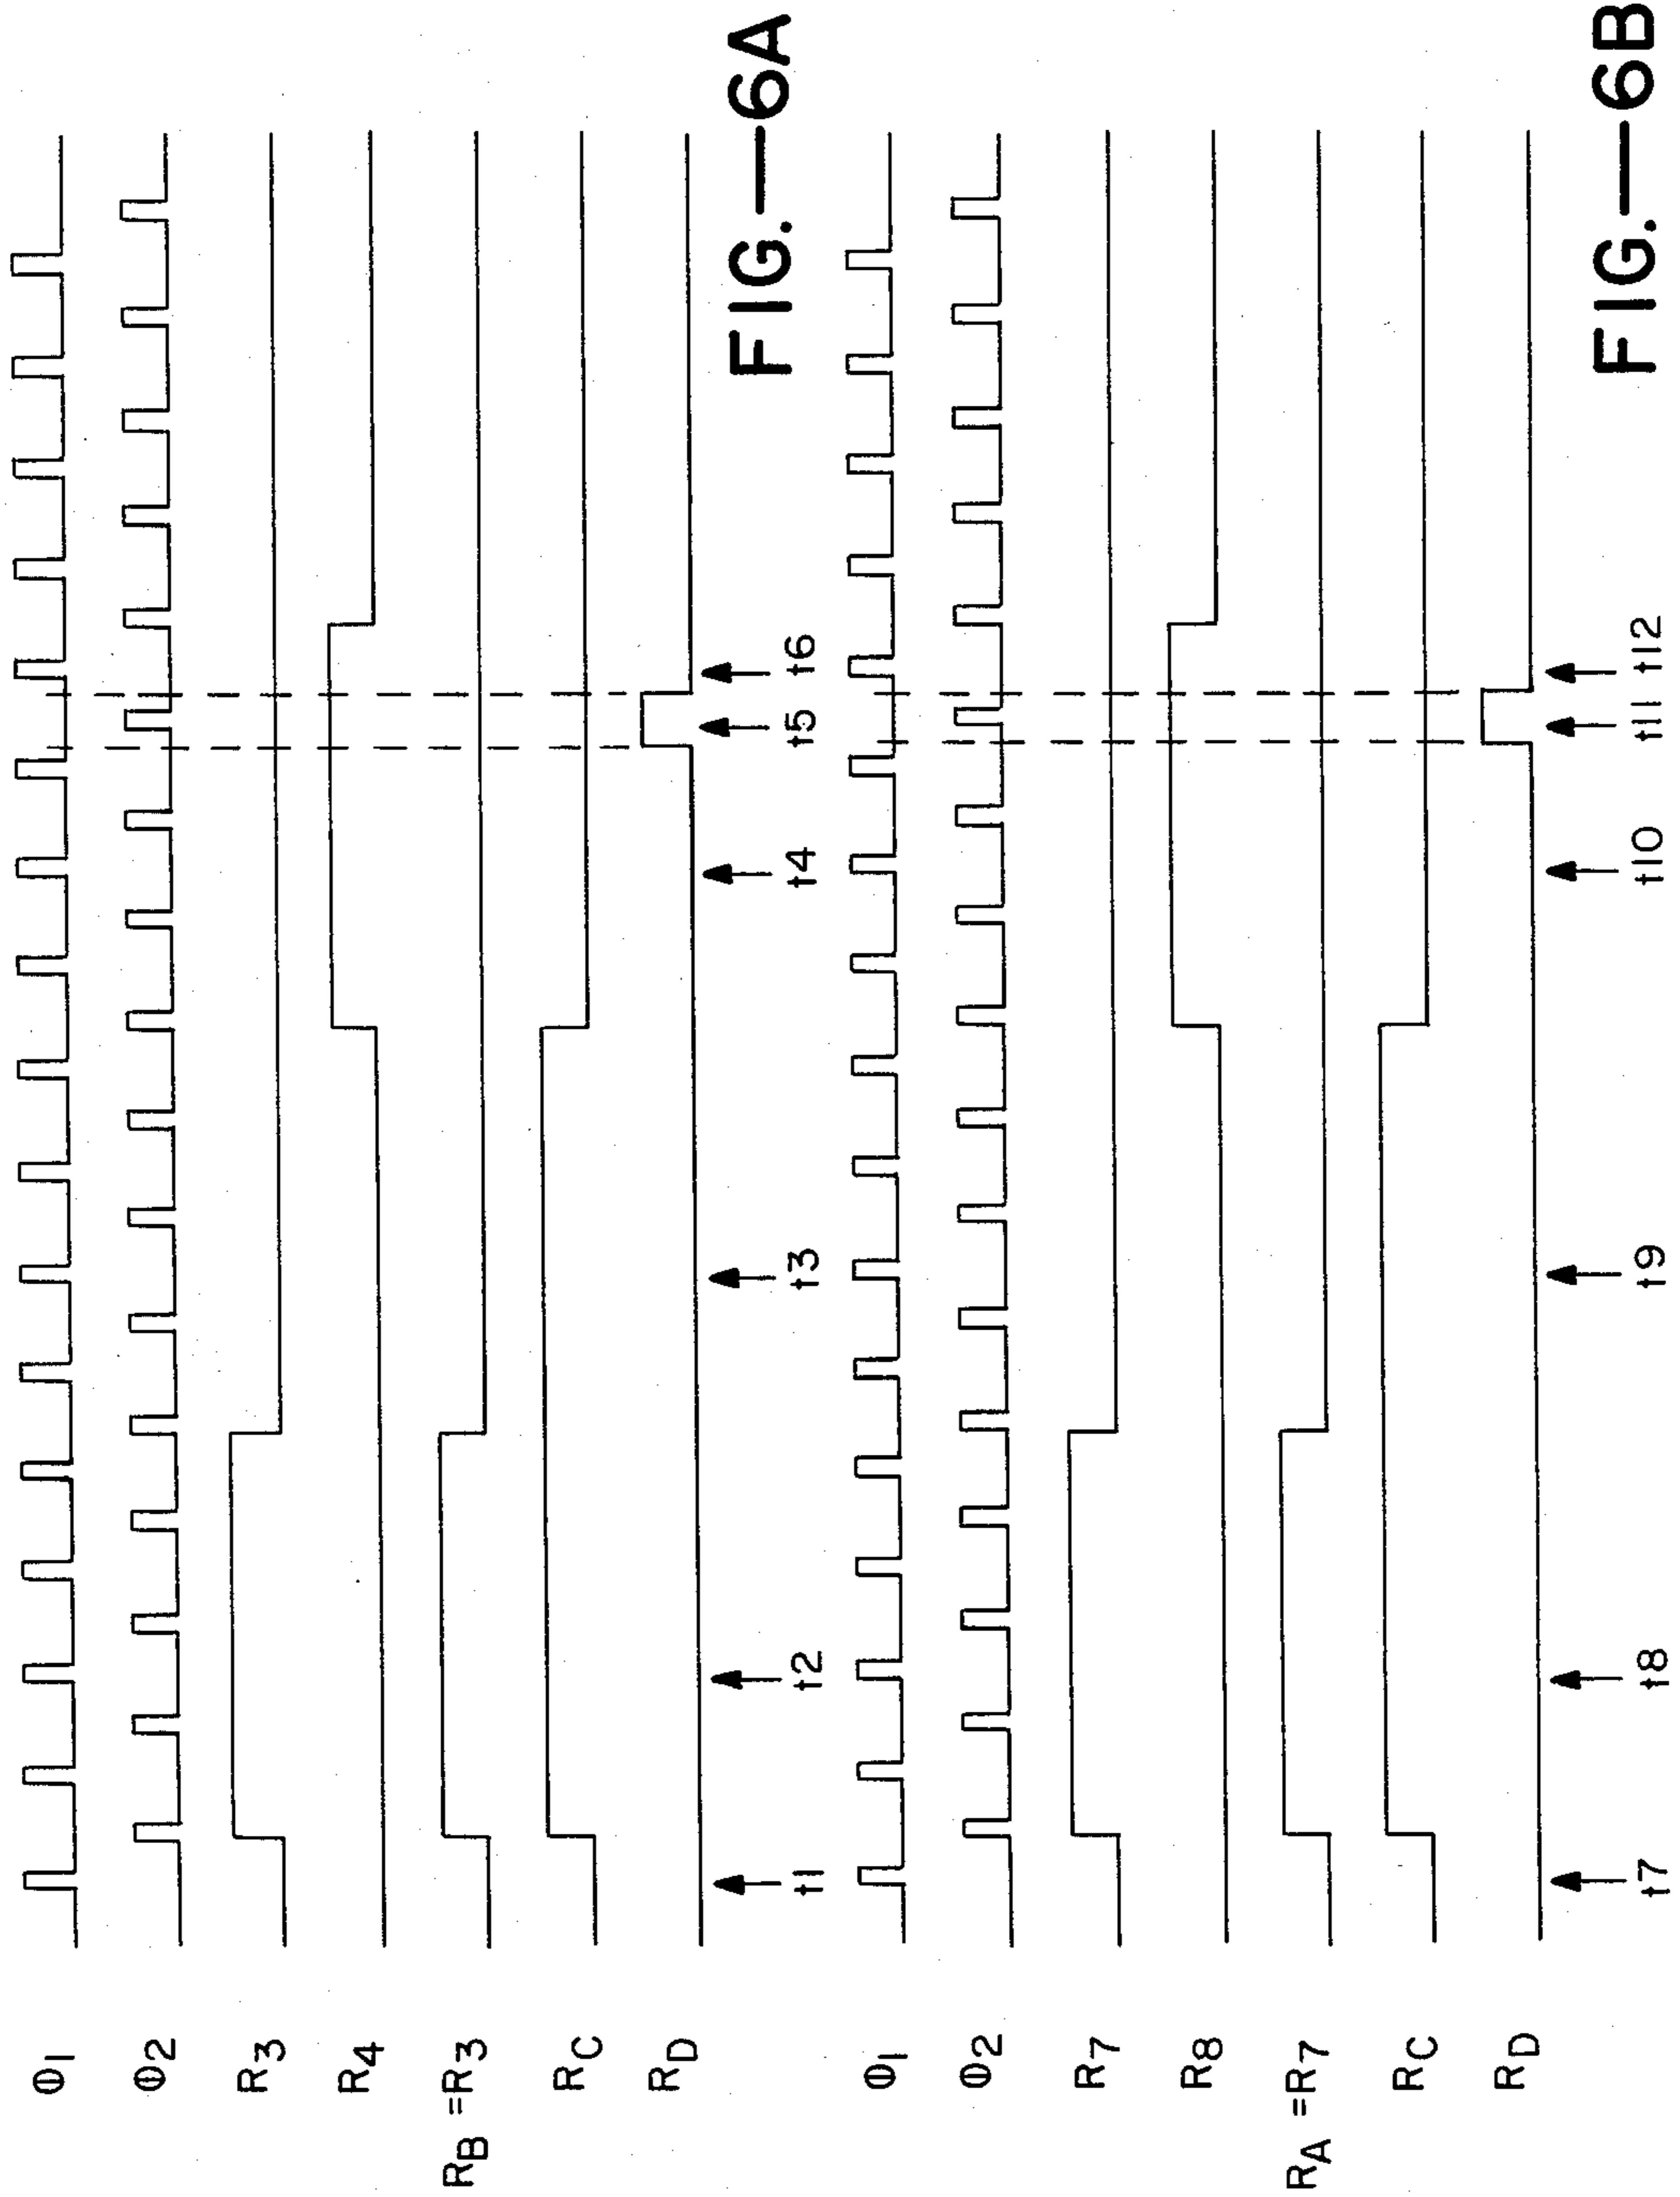 Φ1
Φ2
R3
R4
RB =R3
RC
RD
t1 t2 t3 t4 t5 t6
FIG.—6A
Φ1
Φ2
R7
R8
RA =R7
RC
RD
t7 t8 t9 t10 t11 t12
FIG.—6B